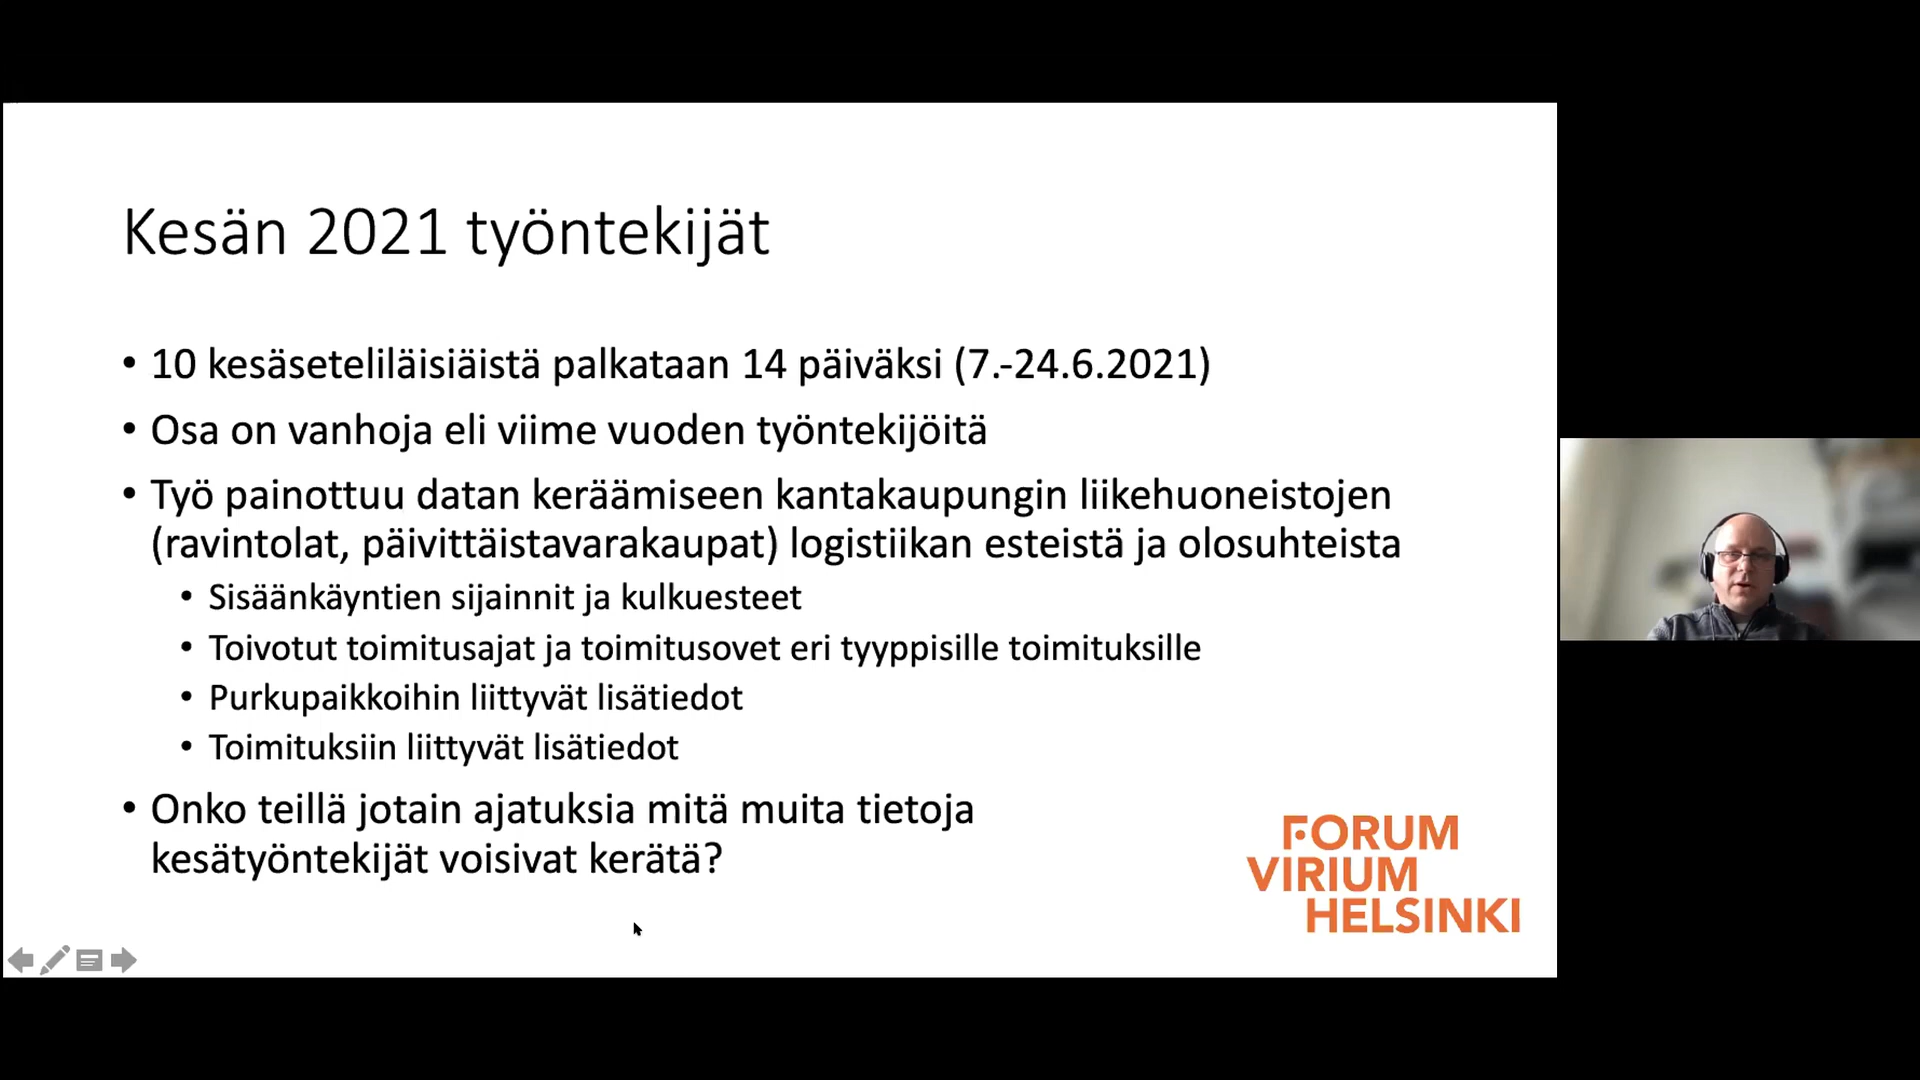 Kesän 2021 työntekijät
• 10 kesäseteliläisiäistä palkataan 14 päiväksi (7.-24.6.2021)
• Osa on vanhoja eli viime vuoden työntekijöitä
• Työ painottuu datan keräämiseen kantakaupungin liikehuoneistojen
(ravintolat, päivittäistavarakaupat) logistiikan esteistä ja olosuhteista
• Sisäänkäyntien sijainnit ja kulkuesteet
• Toivotut toimitusajat ja toimitusovet eri tyyppisille toimituksille
• Purkupaikkoihin liittyvät lisätiedot
• Toimituksiin liittyvät lisätiedot
• Onko teillä jotain ajatuksia mitä muita tietoja
kesätyöntekijät voisivat kerätä?
FORUM
VIRIUM
HELSINKI